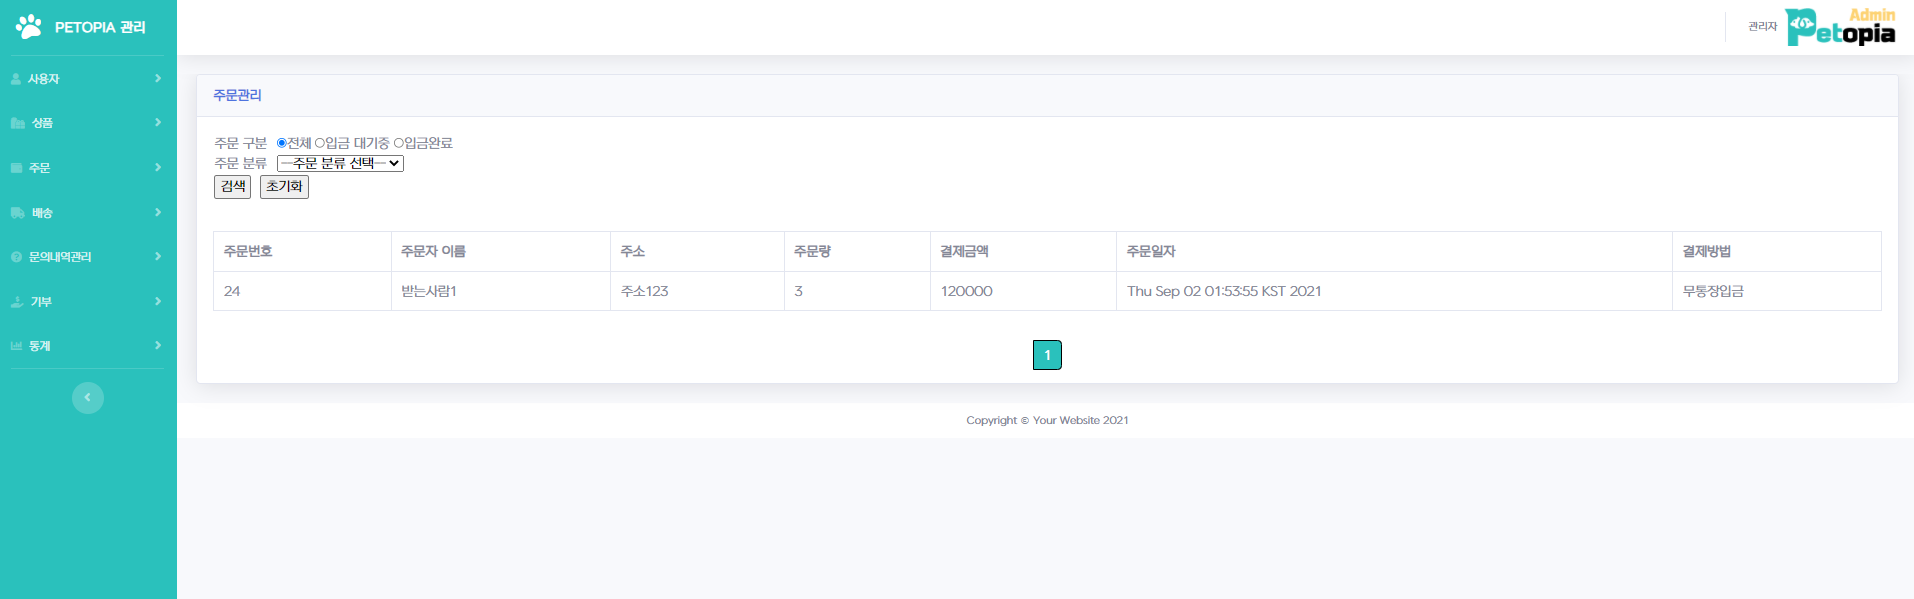 PETOPIA 관리
사용자
상품
주문
배송
문의내역관리
기부
통계
관리자
Admin
Petopia
주문관리
주문 구분 전체 입금 대기중 입금완료
주문 분류 --주문 분류 선택--
검색 초기화
주문번호 주문자 이름 주소 주문량 결제금액 주문일자 결제방법
24 받는사람1 주소123 3 120000 Thu Sep 02 01:53:55 KST 2021 무통장입금
1
Copyright © Your Website 2021